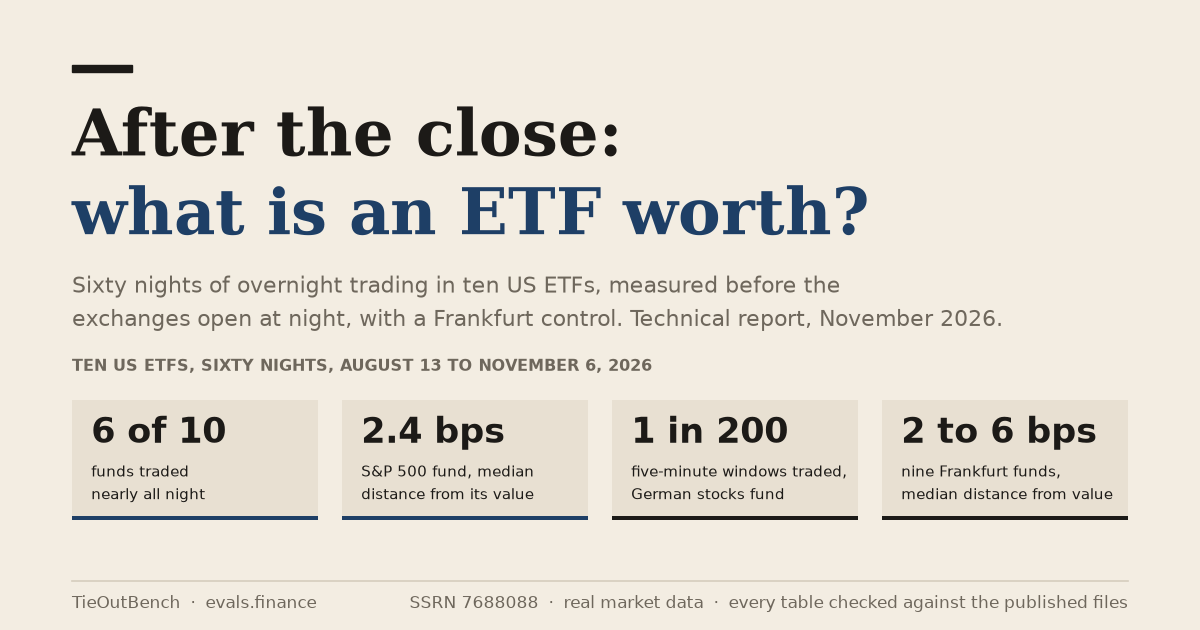 After the close:
what is an ETF worth?
Sixty nights of overnight trading in ten US ETFs, measured before the
exchanges open at night, with a Frankfurt control. Technical report, November 2026.
TEN US ETFS, SIXTY NIGHTS, AUGUST 13 TO NOVEMBER 6, 2026
6 of 10
funds traded
nearly all night
2.4 bps
S&P 500 fund, median
distance from its value
1 in 200
five-minute windows traded,
German stocks fund
2 to 6 bps
nine Frankfurt funds,
median distance from value
TieOutBench · evals.finance
SSRN 7688088 · real market data · every table checked against the published files